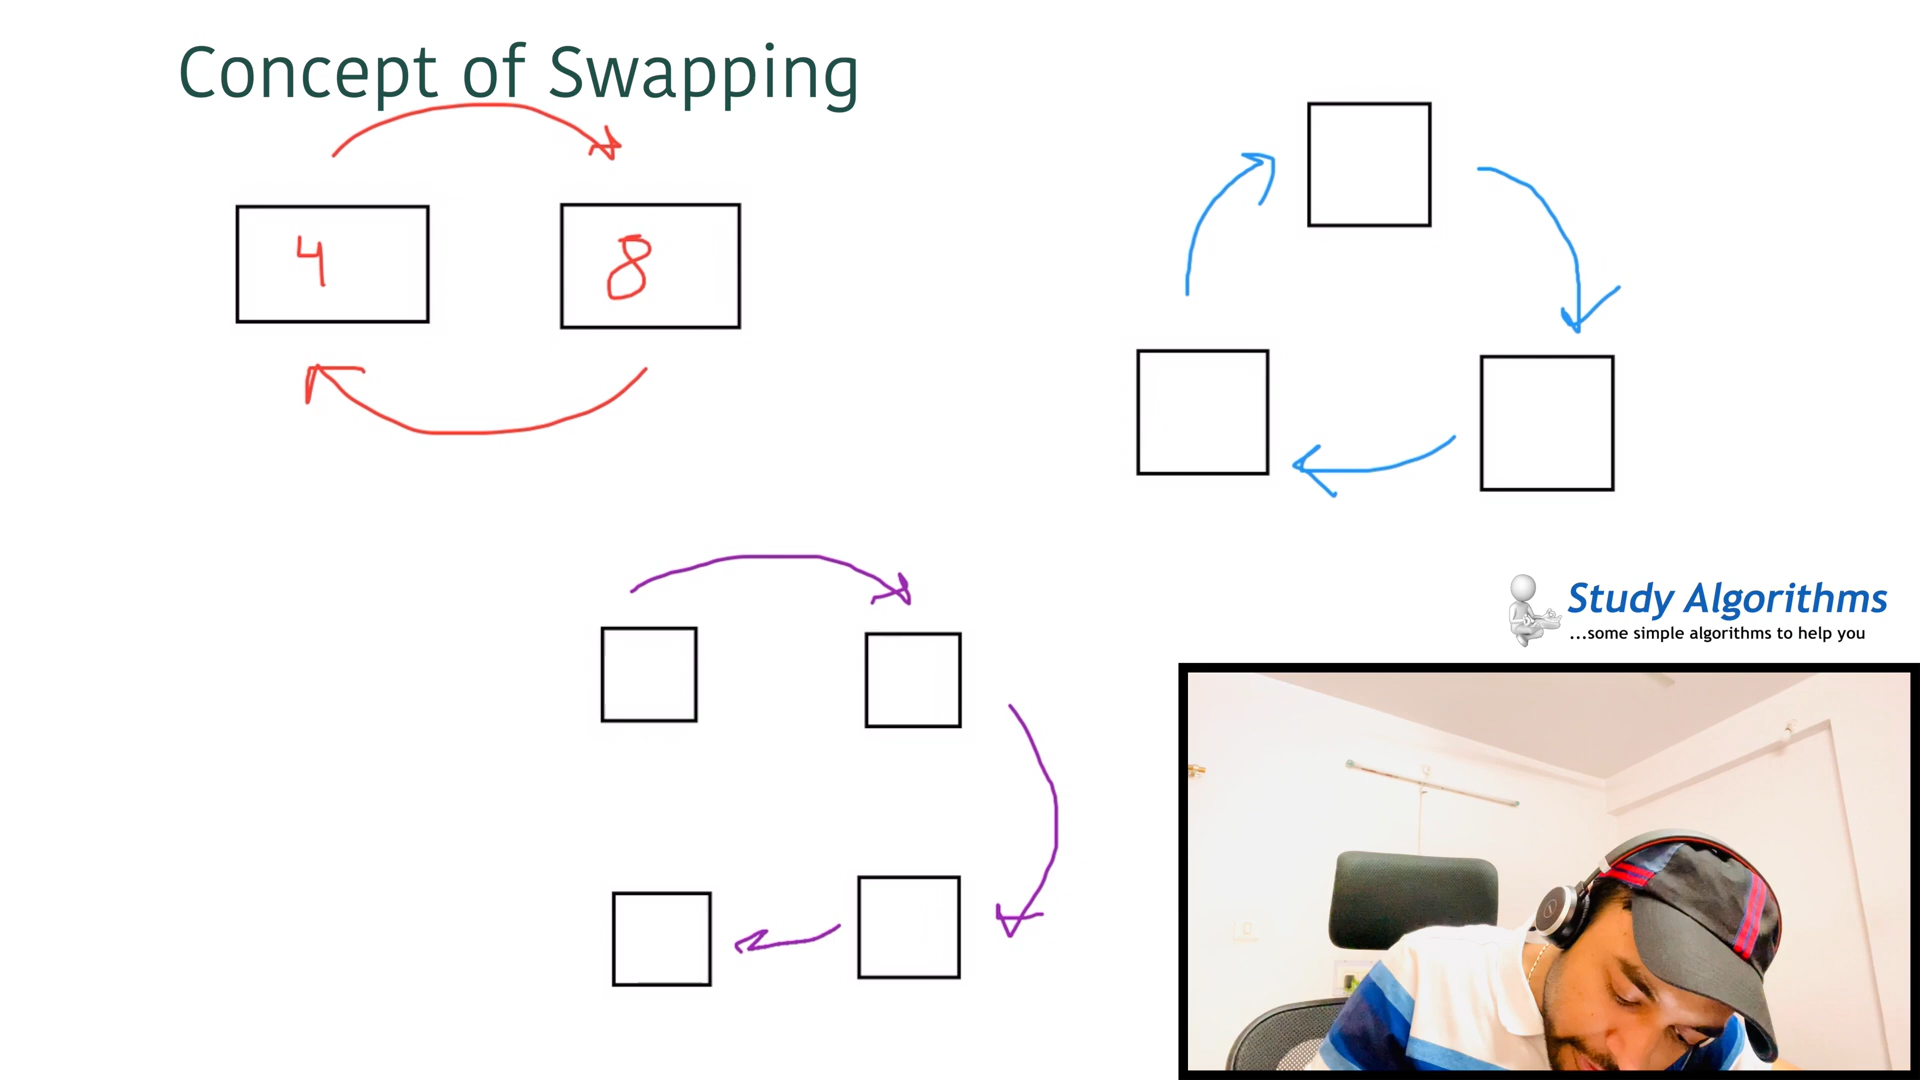 Concept of Swapping
4 8
Study Algorithms
...some simple algorithms to help you